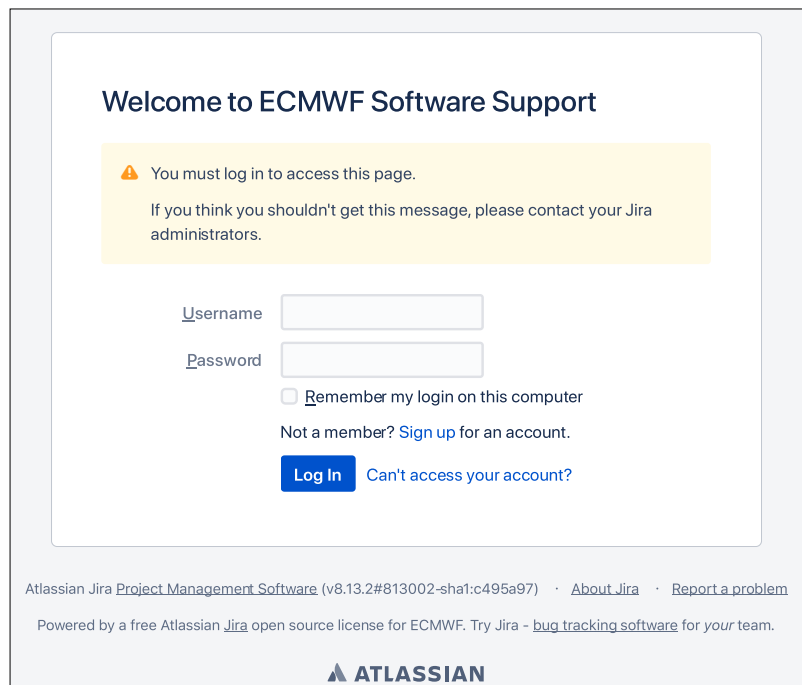 Welcome to ECMWF Software Support
You must log in to access this page.
If you think you shouldn't get this message, please contact your Jira
administrators.
Username
Password
Remember my login on this computer
Not a member? Sign up for an account.
Log In Can't access your account?
Atlassian Jira Project Management Software (v8.13.2#813002-sha1:c495a97) · About Jira · Report a problem
Powered by a free Atlassian Jira open source license for ECMWF. Try Jira - bug tracking software for your team.
ATLASSIAN